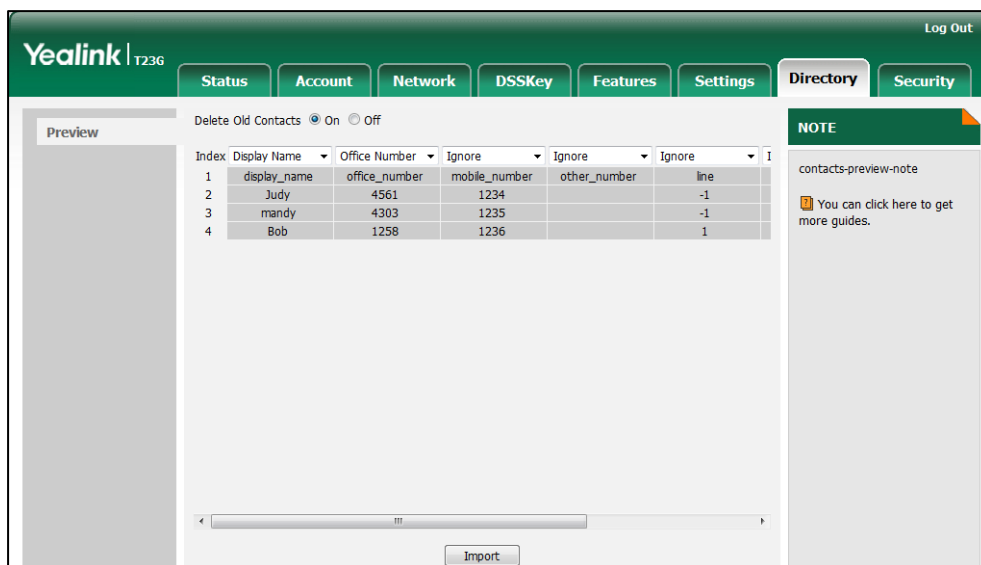 Log Out
Yealink T23G
Status Account Network DSSKey Features Settings Directory Security
Preview
Delete Old Contacts On Off
NOTE
Index Display Name Office Number Ignore Ignore Ignore I
1 display_name office_number mobile_number other_number line
2 Judy 4561 1234 -1
3 mandy 4303 1235 -1
4 Bob 1258 1236 1
contacts-preview-note
You can click here to get
more guides.
Import